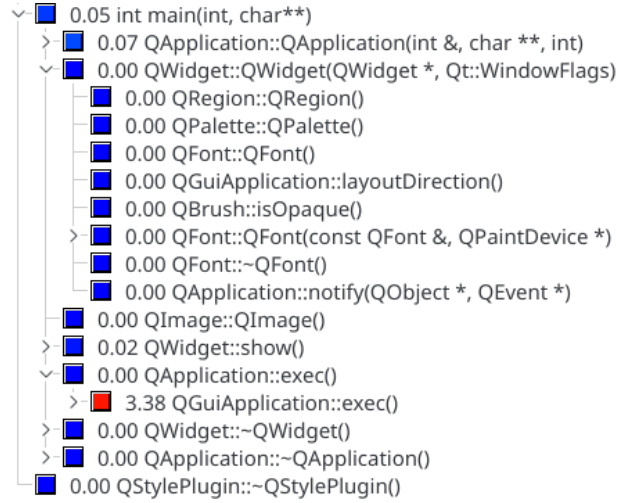 0.05 int main(int, char**)
0.07 QApplication::QApplication(int &, char **, int)
0.00 QWidget::QWidget(QWidget *, Qt::WindowFlags)
0.00 QRegion::QRegion()
0.00 QPalette::QPalette()
0.00 QFont::QFont()
0.00 QGuiApplication::layoutDirection()
0.00 QBrush::isOpaque()
0.00 QFont::QFont(const QFont &, QPaintDevice *)
0.00 QFont::~QFont()
0.00 QApplication::notify(QObject *, QEvent *)
0.00 QImage::QImage()
0.02 QWidget::show()
0.00 QApplication::exec()
3.38 QGuiApplication::exec()
0.00 QWidget::~QWidget()
0.00 QApplication::~QApplication()
0.00 QStylePlugin::~QStylePlugin()